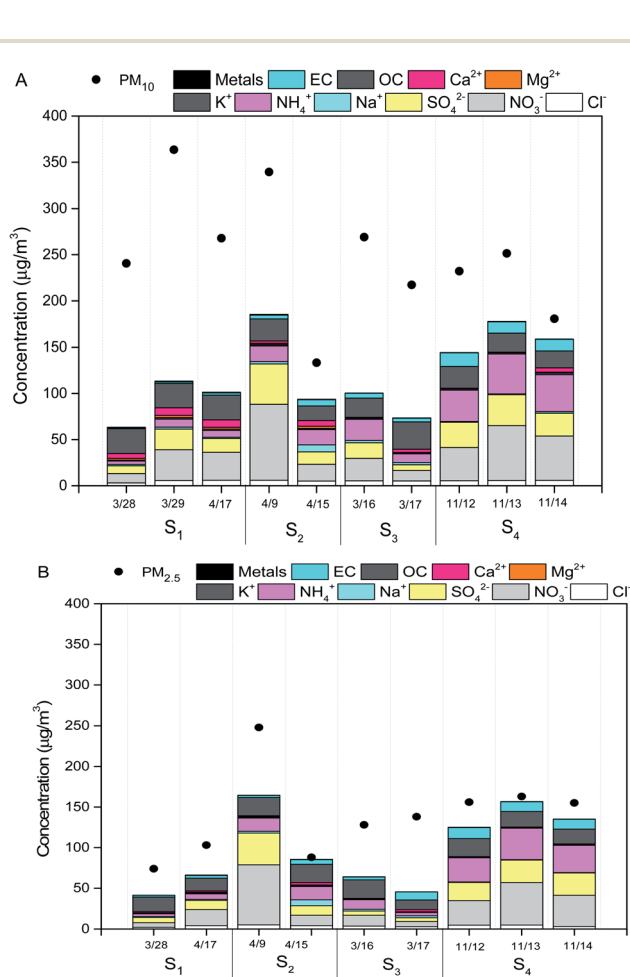 A PM₁₀ Metals EC OC Ca²⁺ Mg²⁺
K⁺ NH₄⁺ Na⁺ SO₄²⁻ NO₃⁻ Cl⁻
400
350
300
250
200
150
100
50
0
Concentration (μg/m³)
3/28 3/29 4/17 4/9 4/15 3/16 3/17 11/12 11/13 11/14
S₁ S₂ S₃ S₄
B PM₂.₅ Metals EC OC Ca²⁺ Mg²⁺
K⁺ NH₄⁺ Na⁺ SO₄²⁻ NO₃⁻ Cl⁻
400
350
300
250
200
150
100
50
0
Concentration (μg/m³)
3/28 4/17 4/9 4/15 3/16 3/17 11/12 11/13 11/14
S₁ S₂ S₃ S₄